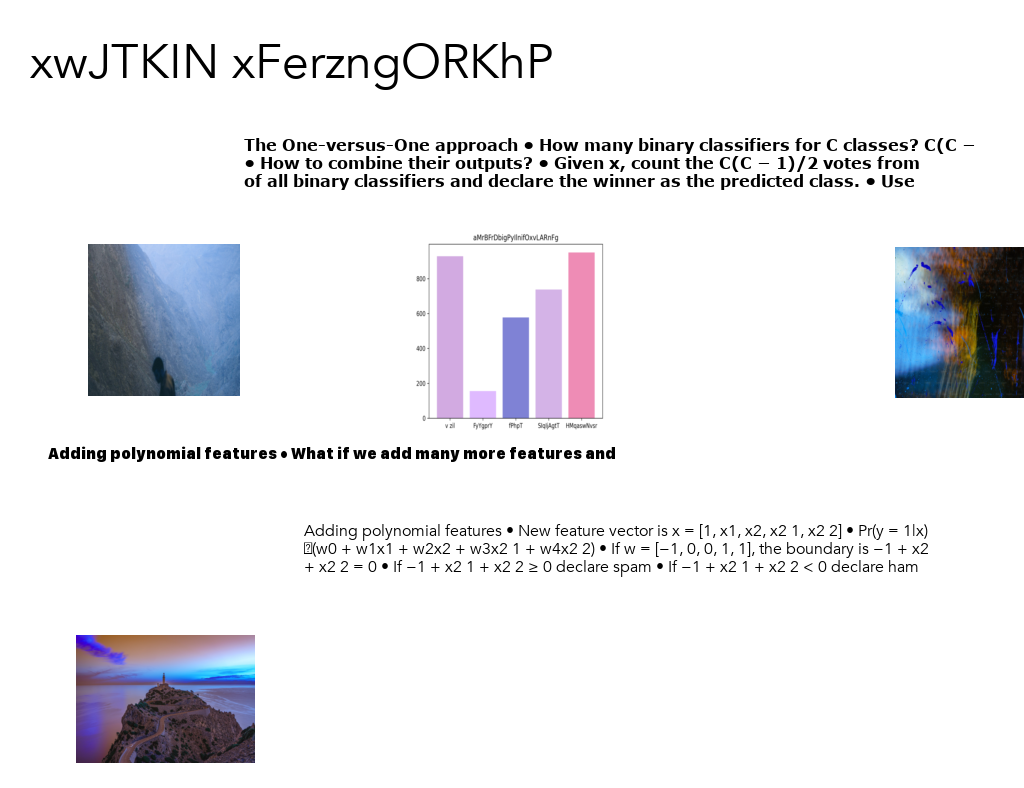 xwJTKIN xFerzngORKhP
The One-versus-One approach • How many binary classifiers for C classes? C(C −
• How to combine their outputs? • Given x, count the C(C − 1)/2 votes from
of all binary classifiers and declare the winner as the predicted class. • Use
800
600
400
200
0
v zil
FyYgprY
fPhpT
HMqaswNvsr
Adding polynomial features • What if we add many more features and
Adding polynomial features • New feature vector is x = [1, x1, x2, x2 1, x2 2] • Pr(y = 1|x)
(w0 + w1x1 + w2x2 + w3x2 1 + w4x2 2) • If w = [−1, 0, 0, 1, 1], the boundary is −1 + x2
+ x2 2 = 0 • If −1 + x2 1 + x2 2 ≥ 0 declare spam • If −1 + x2 1 + x2 2 < 0 declare ham